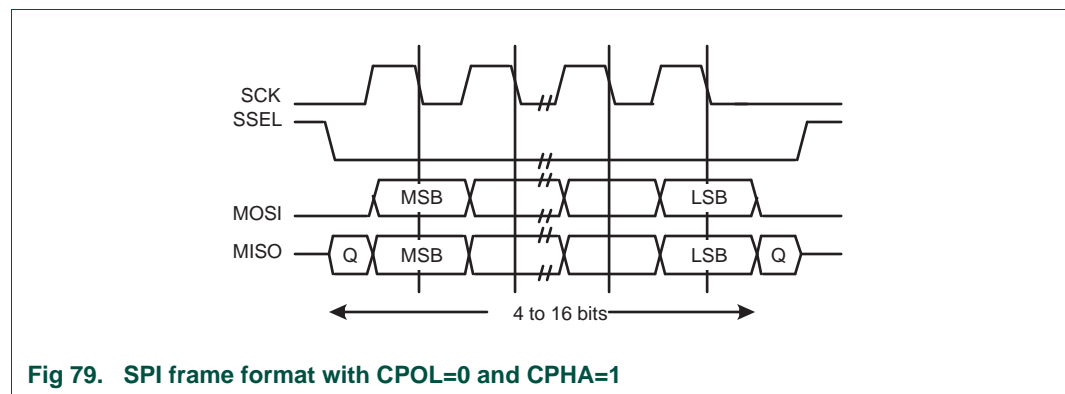 SCK
SSEL
MOSI MSB LSB
MISO Q MSB LSB Q
4 to 16 bits
Fig 79. SPI frame format with CPOL=0 and CPHA=1